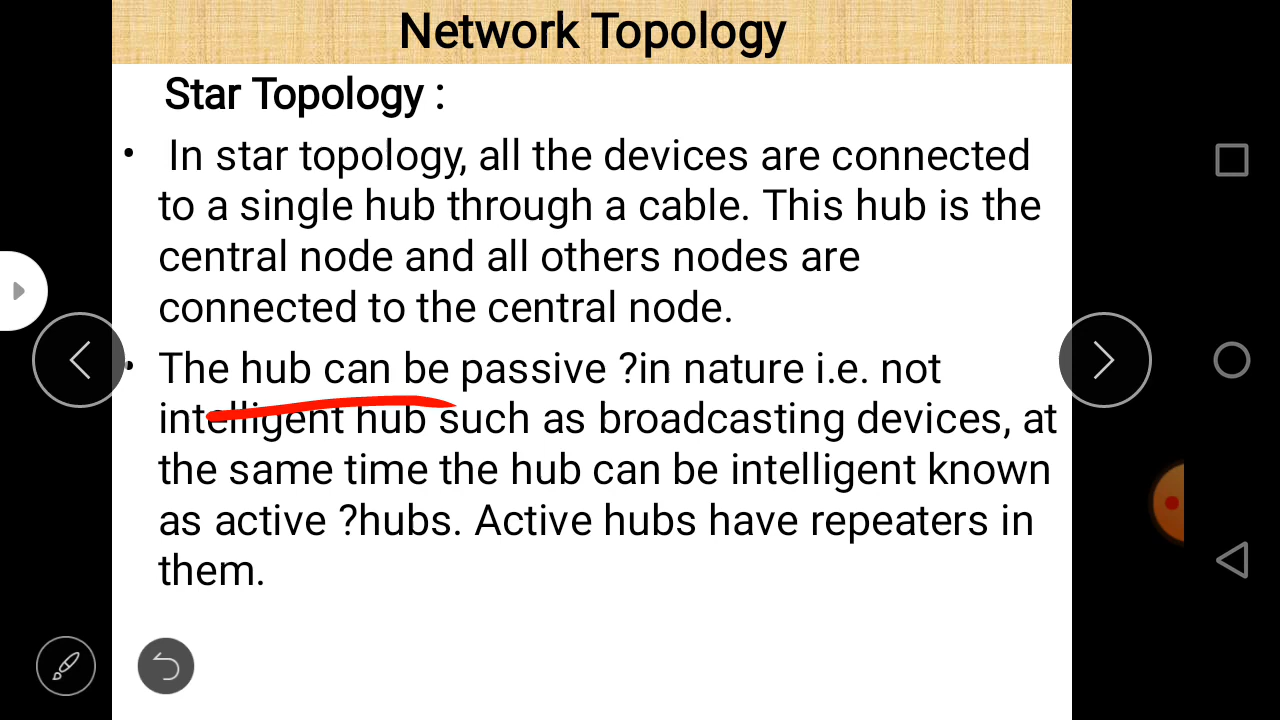 Network Topology
Star Topology :
• In star topology, all the devices are connected
to a single hub through a cable. This hub is the
central node and all others nodes are
connected to the central node.
• The hub can be passive ?in nature i.e. not
intelligent hub such as broadcasting devices, at
the same time the hub can be intelligent known
as active ?hubs. Active hubs have repeaters in
them.